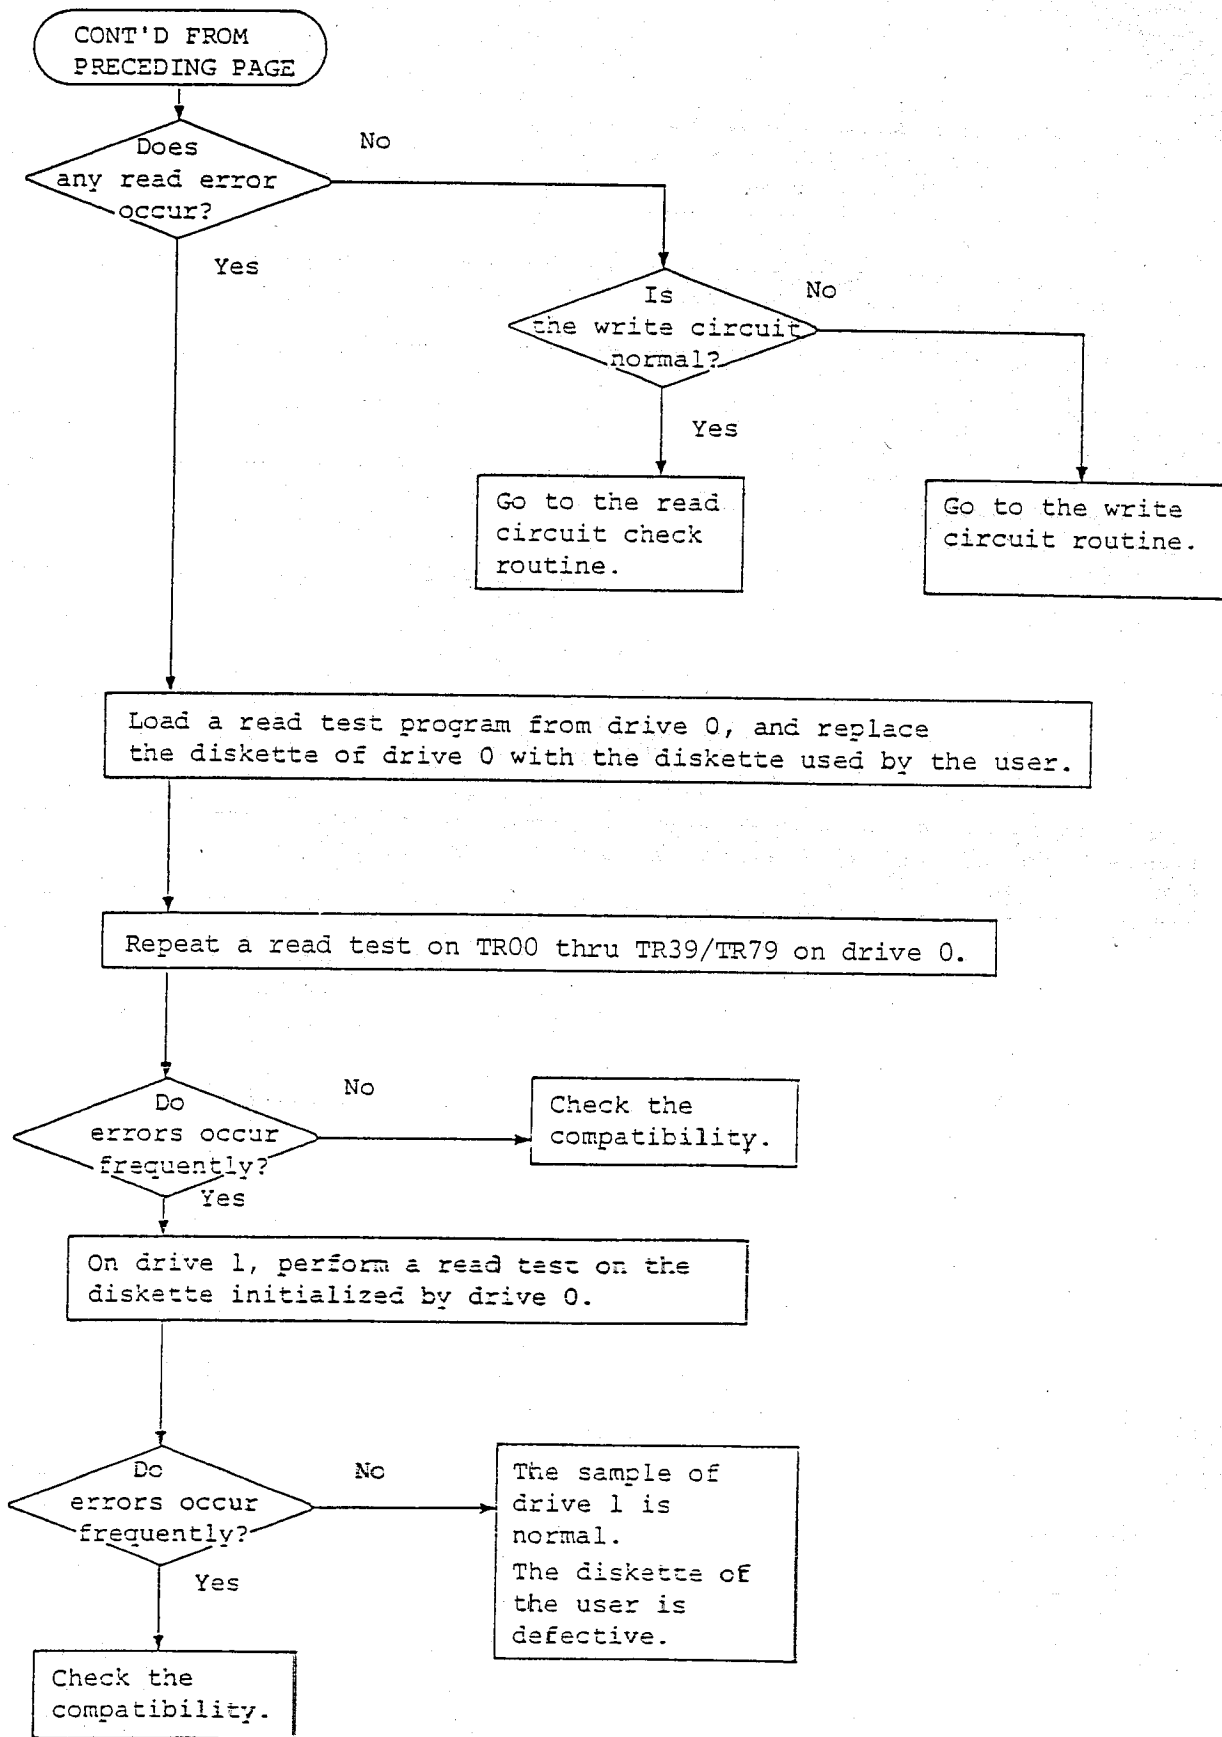 CONT'D FROM
PRECEDING PAGE
Does
any read error
occur?
No
Yes
Is
the write circuit
normal?
No
Yes
Go to the read
circuit check
routine.
Go to the write
circuit routine.
Load a read test program from drive 0, and replace
the diskette of drive 0 with the diskette used by the user.
Repeat a read test on TR00 thru TR39/TR79 on drive 0.
Do
errors occur
frequently?
No
Yes
Check the
compatibility.
On drive 1, perform a read test on the
diskette initialized by drive 0.
Do
errors occur
frequently?
No
Yes
The sample of
drive 1 is
normal.
The diskette of
the user is
defective.
Check the
compatibility.